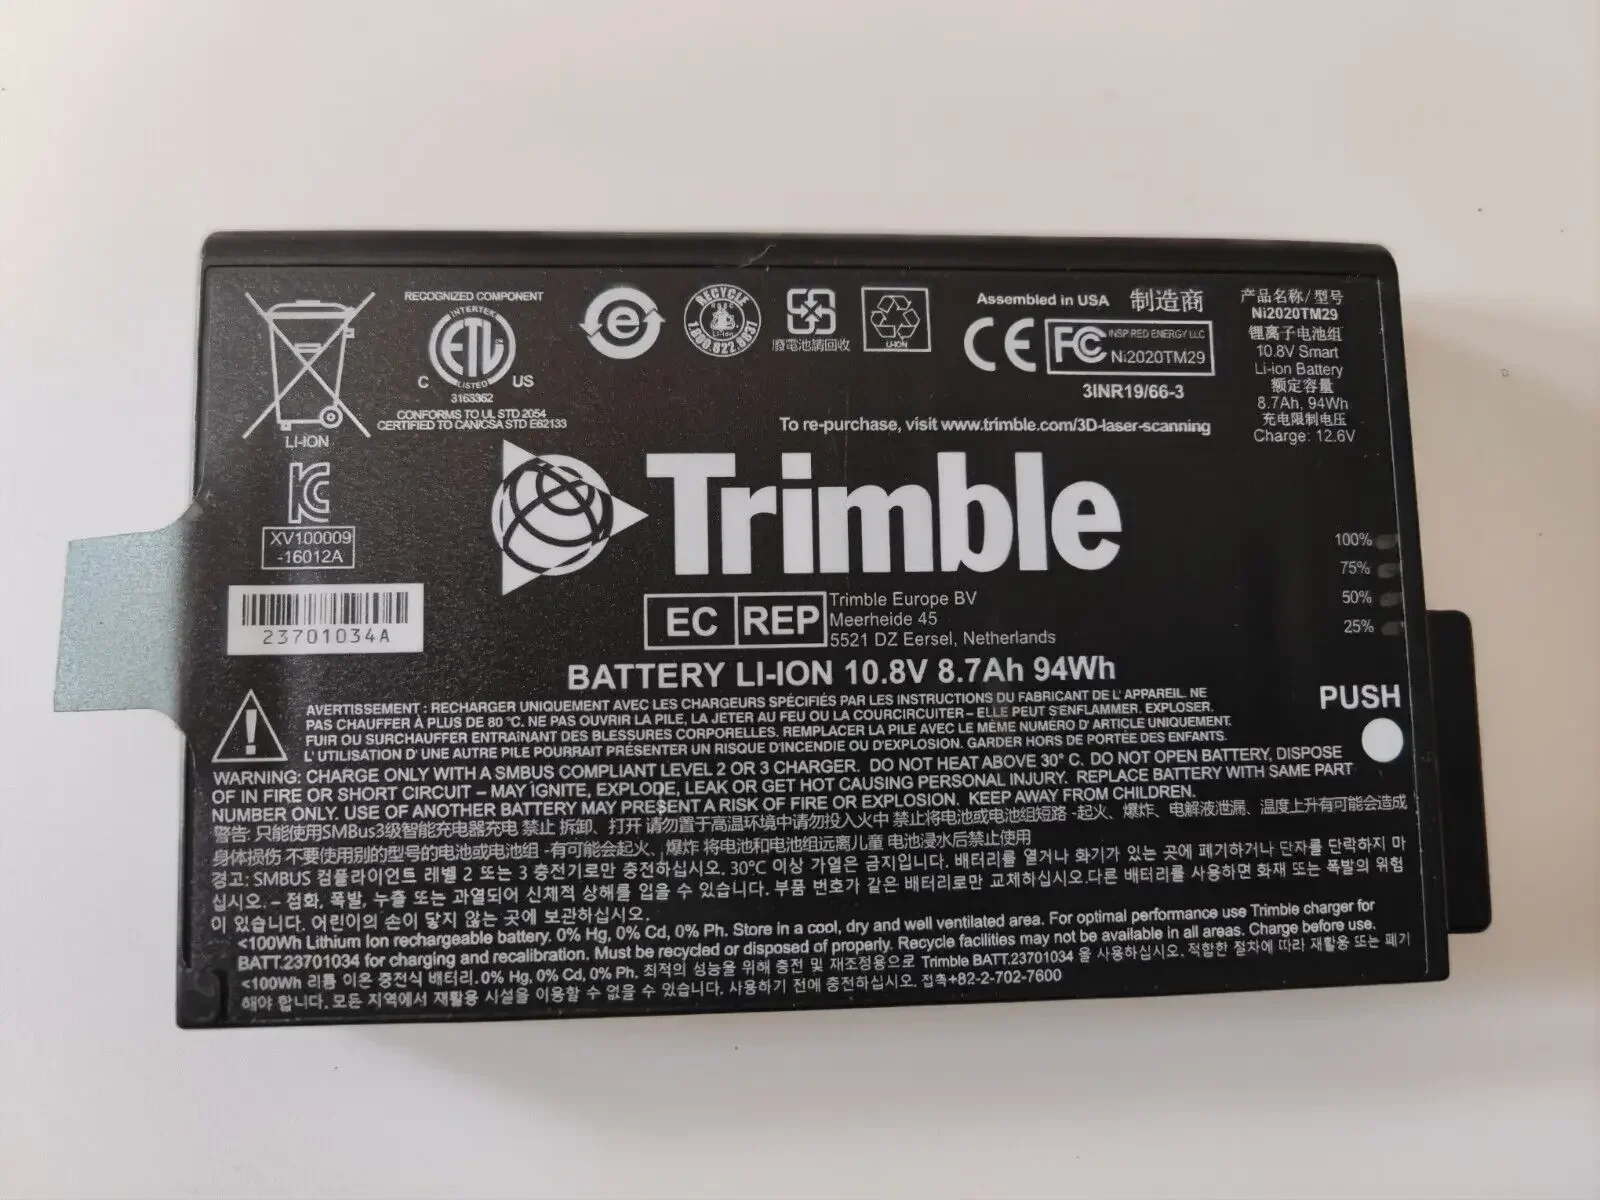 RECOGNIZED COMPONENT
INTERTEK
ETL
LISTED
C US
3163362
CONFORMS TO UL STD 2054
CERTIFIED TO CAN/CSA STD E62133
LI-ION
e
RECYCLE
Li-Ion
1.800.822.8837
廢電池請回收
LI-ION
Assembled in USA 制造商
CE FC INSPIRED ENERGY LLC
Ni2020TM29
3INR19/66-3
产品名称/型号
Ni2020TM29
锂离子电池组
10.8V Smart
Li-ion Battery
额定容量
8.7Ah, 94Wh
充电限制电压
Charge: 12.6V
To re-purchase, visit www.trimble.com/3D-laser-scanning
Trimble
XV100009
-16012A
23701034A
EC REP
Trimble Europe BV
Meerheide 45
5521 DZ Eersel, Netherlands
100%
75%
50%
25%
BATTERY LI-ION 10.8V 8.7Ah 94Wh
PUSH
AVERTISSEMENT : RECHARGER UNIQUEMENT AVEC LES CHARGEURS SPÉCIFIÉS PAR LES INSTRUCTIONS DU FABRICANT DE L' APPAREIL. NE
PAS CHAUFFER À PLUS DE 80 °C. NE PAS OUVRIR LA PILE, LA JETER AU FEU OU LA COURCIRCUITER – ELLE PEUT S'ENFLAMMER, EXPLOSER,
FUIR OU SURCHAUFFER ENTRAÎNANT DES BLESSURES CORPORELLES. REMPLACER LA PILE AVEC LE MÊME NUMÉRO D' ARTICLE UNIQUEMENT.
L'UTILISATION D' UNE AUTRE PILE POURRAIT PRÉSENTER UN RISQUE D'INCENDIE OU D'EXPLOSION. GARDER HORS DE PORTÉE DES ENFANTS.
WARNING: CHARGE ONLY WITH A SMBUS COMPLIANT LEVEL 2 OR 3 CHARGER. DO NOT HEAT ABOVE 30° C. DO NOT OPEN BATTERY, DISPOSE
OF IN FIRE OR SHORT CIRCUIT – MAY IGNITE, EXPLODE, LEAK OR GET HOT CAUSING PERSONAL INJURY. REPLACE BATTERY WITH SAME PART
NUMBER ONLY. USE OF ANOTHER BATTERY MAY PRESENT A RISK OF FIRE OR EXPLOSION. KEEP AWAY FROM CHILDREN.
警告: 只能使用SMBus3级智能充电器充电 禁止 拆卸、打开 请勿置于高温环境中请勿投入火中 禁止将电池或电池组短路 -起火、爆炸、电解液泄漏、温度上升有可能会造成
身体损伤 不要使用别的型号的电池或电池组 -有可能会起火、爆炸 将电池和电池组远离儿童 电池浸水后禁止使用
경고: SMBUS 컴플라이언트 레벨 2 또는 3 충전기로만 충전하십시오. 30°C 이상 가열은 금지입니다. 배터리를 열거나 화기가 있는 곳에 폐기하거나 단자를 단락하지 마
십시오. – 점화, 폭발, 누출 또는 과열되어 신체적 상해를 입을 수 있습니다. 부품 번호가 같은 배터리로만 교체하십시오.다른 배터리를 사용하면 화재 또는 폭발의 위험
이 있습니다. 어린이의 손이 닿지 않는 곳에 보관하십시오.
<100Wh Lithium Ion rechargeable battery. 0% Hg, 0% Cd, 0% Ph. Store in a cool, dry and well ventilated area. For optimal performance use Trimble charger for
BATT.23701034 for charging and recalibration. Must be recycled or disposed of properly. Recycle facilities may not be available in all areas. Charge before use.
<100Wh 리튬 이온 충전식 배터리. 0% Hg, 0% Cd, 0% Ph. 최적의 성능을 위해 충전 및 재조정용으로 Trimble BATT.23701034 을 사용하십시오. 적합한 절차에 따라 재활용 또는 폐기
해야 합니다. 모든 지역에서 재활용 시설을 이용할 수 없을 수 있습니다. 사용하기 전에 충전하십시오. 접촉+82-2-702-7600